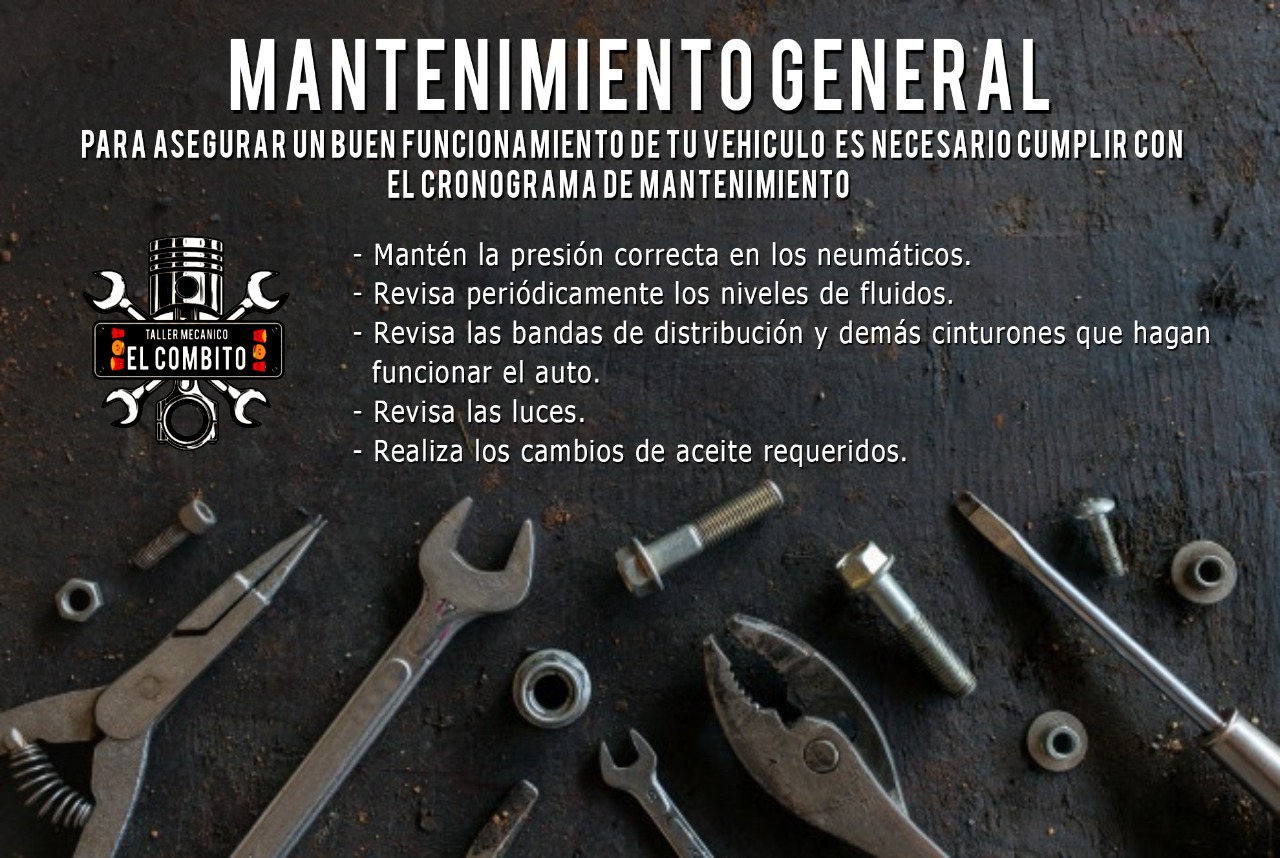 MANTENIMIENTO GENERAL
PARA ASEGURAR UN BUEN FUNCIONAMIENTO DE TU VEHICULO ES NECESARIO CUMPLIR CON
EL CRONOGRAMA DE MANTENIMIENTO
TALLER MECANICO
EL COMBITO
- Mantén la presión correcta en los neumáticos.
- Revisa periódicamente los niveles de fluidos.
- Revisa las bandas de distribución y demás cinturones que hagan
funcionar el auto.
- Revisa las luces.
- Realiza los cambios de aceite requeridos.